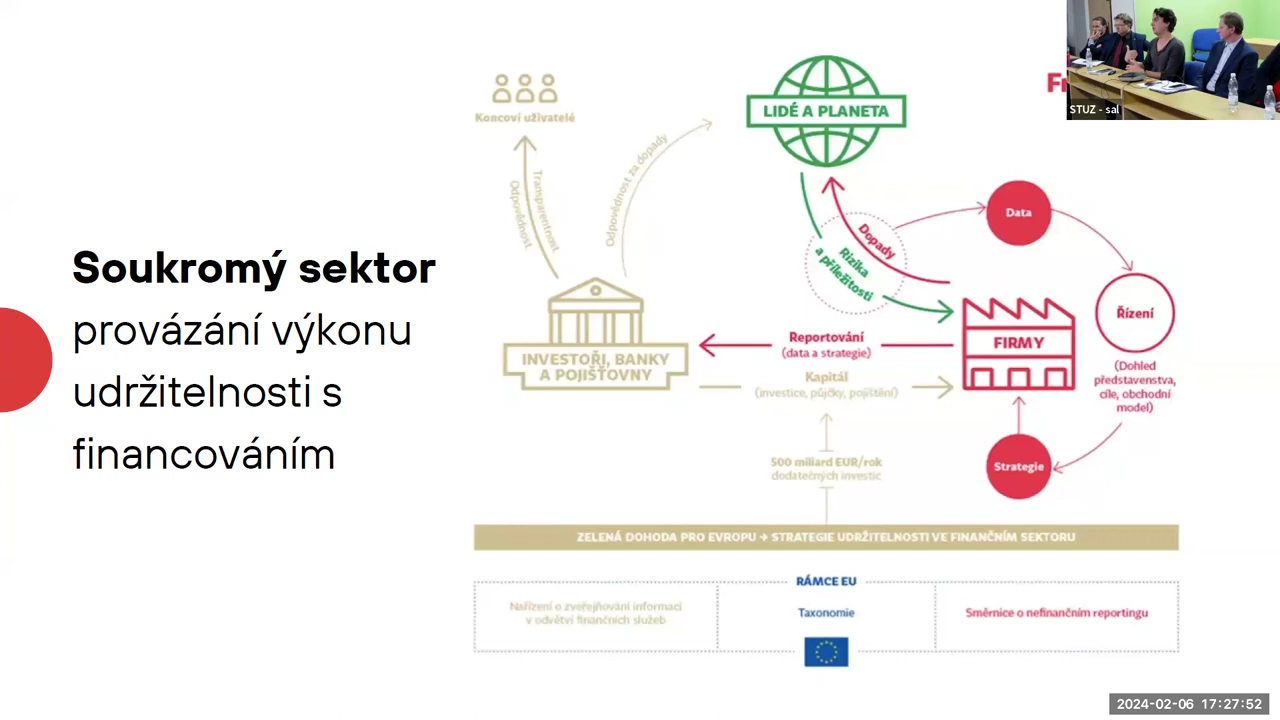 Soukromý sektor
provázání výkonu
udržitelnosti s
financováním
Koncoví uživatelé
Transparentnost
Odpovědnost
Odpovědnost za dopady
LIDÉ A PLANETA
Dopady
Rizika
a příležitosti
Data
Řízení
(Dohled
představenstva,
cíle, obchodní
model)
Strategie
FIRMY
Reportování
(data a strategie)
Kapitál
(investice, půjčky, pojištění)
INVESTOŘI, BANKY
A POJIŠŤOVNY
500 miliard EUR/rok
dodatečných investic
ZELENÁ DOHODA PRO EVROPU → STRATEGIE UDRŽITELNOSTI VE FINANČNÍM SEKTORU
RÁMCE EU
Nařízení o zveřejňování informací
v odvětví finančních služeb
Taxonomie
Směrnice o nefinančním reportingu
STUZ - sal
2024-02-06 17:27:52